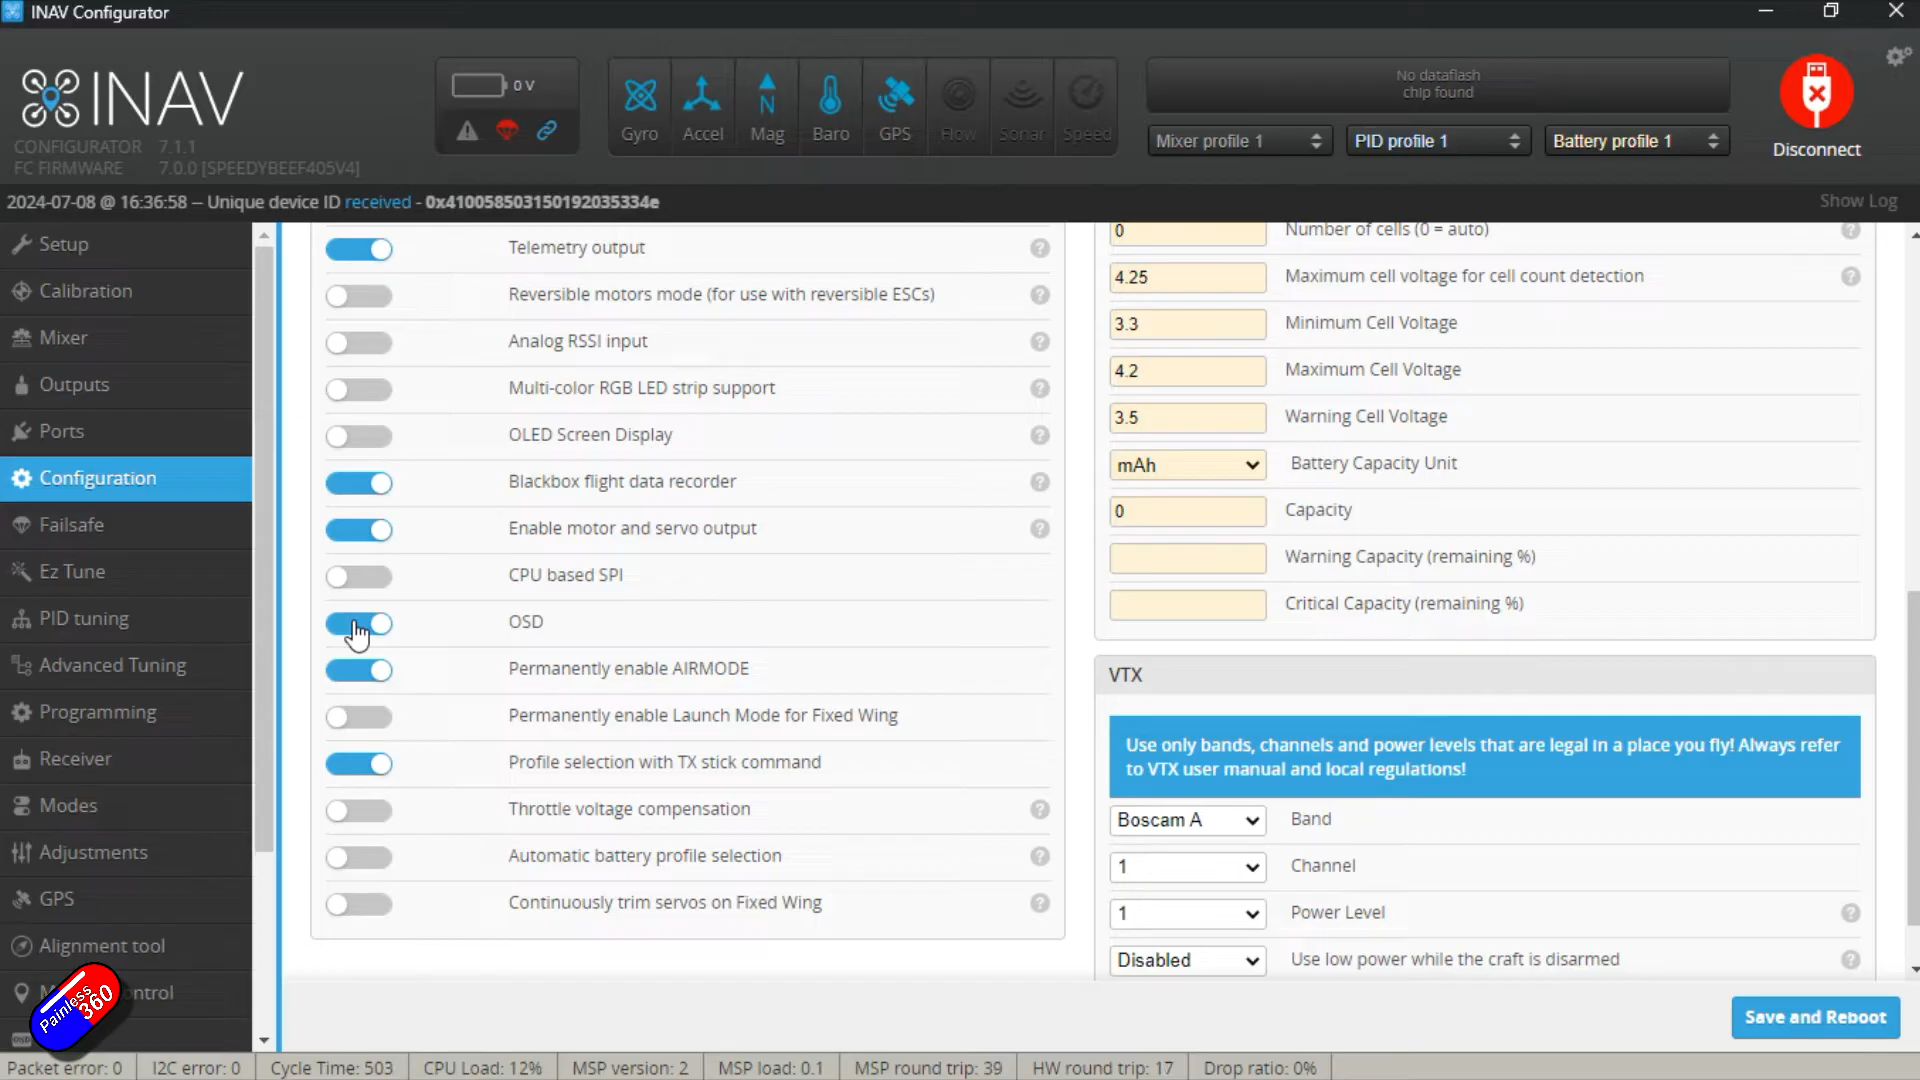 INAV Configurator
INAV
CONFIGURATOR 7.1.1
FC FIRMWARE 7.0.0 [SPEEDYBEEF405V4]
0 V
Gyro
Accel
Mag
Baro
GPS
Flow
Sonar
Speed
No dataflash
chip found
Mixer profile 1
PID profile 1
Battery profile 1
Disconnect
2024-07-08 @ 16:36:58 -- Unique device ID received - 0x410058503150192035334e
Show Log
Setup
Calibration
Mixer
Outputs
Ports
Configuration
Failsafe
Ez Tune
PID tuning
Advanced Tuning
Programming
Receiver
Modes
Adjustments
GPS
Alignment tool
Painless
360
Telemetry output
Reversible motors mode (for use with reversible ESCs)
Analog RSSI input
Multi-color RGB LED strip support
OLED Screen Display
Blackbox flight data recorder
Enable motor and servo output
CPU based SPI
OSD
Permanently enable AIRMODE
Permanently enable Launch Mode for Fixed Wing
Profile selection with TX stick command
Throttle voltage compensation
Automatic battery profile selection
Continuously trim servos on Fixed Wing
0 Number of cells (0 = auto)
4.25 Maximum cell voltage for cell count detection
3.3 Minimum Cell Voltage
4.2 Maximum Cell Voltage
3.5 Warning Cell Voltage
mAh Battery Capacity Unit
0 Capacity
Warning Capacity (remaining %)
Critical Capacity (remaining %)
VTX
Use only bands, channels and power levels that are legal in a place you fly! Always refer
to VTX user manual and local regulations!
Boscam A Band
1 Channel
1 Power Level
Disabled Use low power while the craft is disarmed
Save and Reboot
Packet error: 0
I2C error: 0
Cycle Time: 503
CPU Load: 12%
MSP version: 2
MSP load: 0.1
MSP round trip: 39
HW round trip: 17
Drop ratio: 0%